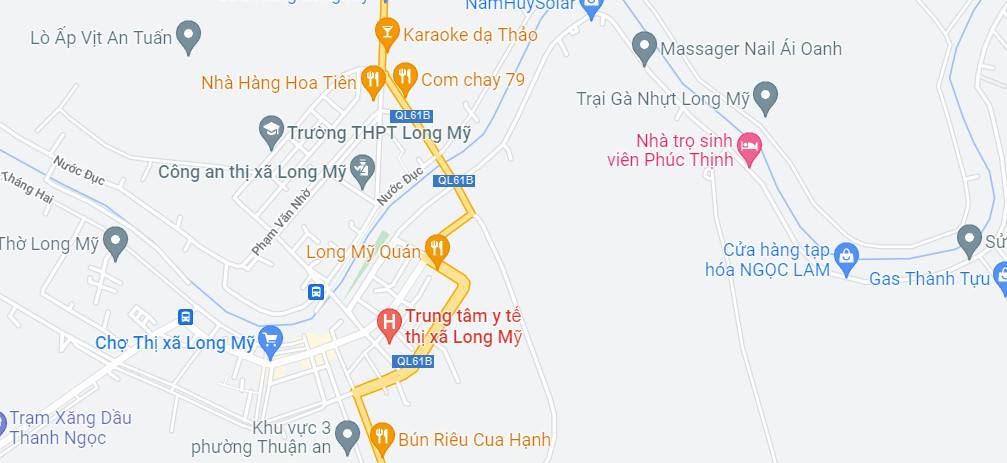 NamHuySolar
Lò Ấp Vịt An Tuấn
Karaoke dạ Thảo
Massager Nail Ái Oanh
Nhà Hàng Hoa Tiên
Com chay 79
Trại Gà Nhựt Long Mỹ
QL61B
Trường THPT Long Mỹ
Nhà trọ sinh
viên Phúc Thịnh
Công an thị xã Long Mỹ
Nước Đục
Nước Đục
QL61B
Tháng Hai
Phạm Văn Nhờ
Thờ Long Mỹ
Long Mỹ Quán
Cửa hàng tạp
hóa NGỌC LAM
Sử
Gas Thành Tựu
Trung tâm y tế
thị xã Long Mỹ
Chợ Thị xã Long Mỹ
QL61B
Trạm Xăng Dầu
Thanh Ngọc
Khu vực 3
phường Thuận an
Bún Riêu Cua Hạnh